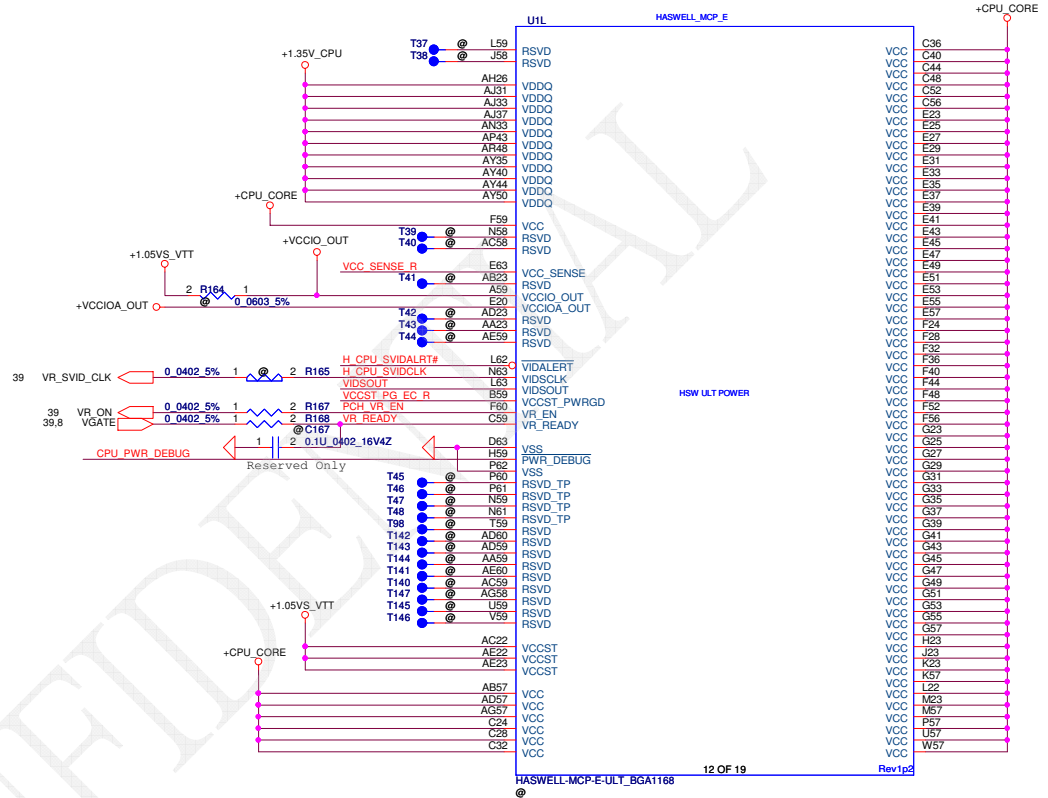 U1L HASWELL_MCP_E +CPU_CORE
T37 @ L59 RSVD
T38 @ J58 RSVD
+1.35V_CPU
AH26 VDDQ
AJ31 VDDQ
AJ33 VDDQ
AJ37 VDDQ
AN33 VDDQ
AP43 VDDQ
AR48 VDDQ
AY35 VDDQ
AY40 VDDQ
AY44 VDDQ
AY50 VDDQ
+CPU_CORE
F59 VCC
T39 @ N58 RSVD
T40 @ AC58 RSVD
+VCCIO_OUT
+1.05VS_VTT
VCC_SENSE_R E63 VCC_SENSE
T41 @ AB23 RSVD
2 R164 1 A59 VCCIO_OUT
@ 0_0603_5%
+VCCIOA_OUT E20 VCCIOA_OUT
T42 @ AD23 RSVD
T43 @ AA23 RSVD
T44 @ AE59 RSVD
H_CPU_SVIDALRT# L62 VIDALERT
39 VR_SVID_CLK 0_0402_5% 1 @ 2 R165 H_CPU_SVIDCLK N63 VIDSCLK
VIDSOUT L63 VIDSOUT
VCCST_PG_EC_R B59 VCCST_PWRGD
39 VR_ON 0_0402_5% 1 2 R167 PCH_VR_EN F60 VR_EN
39,8 VGATE 0_0402_5% 1 2 R168 VR_READY C59 VR_READY
@ C167
1 2 0.1U_0402_16V4Z D63 VSS
CPU_PWR_DEBUG H59 PWR_DEBUG
Reserved Only
P62 VSS
T45 @ P60 RSVD_TP
T46 @ P61 RSVD_TP
T47 @ N59 RSVD_TP
T48 @ N61 RSVD_TP
T98 @ T59 RSVD
T142 @ AD60 RSVD
T143 @ AD59 RSVD
T144 @ AA59 RSVD
T141 @ AE60 RSVD
T140 @ AC59 RSVD
T147 @ AG58 RSVD
T145 @ U59 RSVD
T146 @ V59 RSVD
+1.05VS_VTT
AC22 VCCST
AE22 VCCST
AE23 VCCST
+CPU_CORE
AB57 VCC
AD57 VCC
AG57 VCC
C24 VCC
C28 VCC
C32 VCC
HSW ULT POWER
VCC C36
VCC C40
VCC C44
VCC C48
VCC C52
VCC C56
VCC E23
VCC E25
VCC E27
VCC E29
VCC E31
VCC E33
VCC E35
VCC E37
VCC E39
VCC E41
VCC E43
VCC E45
VCC E47
VCC E49
VCC E51
VCC E53
VCC E55
VCC E57
VCC F24
VCC F28
VCC F32
VCC F36
VCC F40
VCC F44
VCC F48
VCC F52
VCC F56
VCC G23
VCC G25
VCC G27
VCC G29
VCC G31
VCC G33
VCC G35
VCC G37
VCC G39
VCC G41
VCC G43
VCC G45
VCC G47
VCC G49
VCC G51
VCC G53
VCC G55
VCC G57
VCC H23
VCC J23
VCC K23
VCC K57
VCC L22
VCC M23
VCC M57
VCC P57
VCC U57
VCC W57
12 OF 19 Rev1p2
HASWELL-MCP-E-ULT_BGA1168
@
FIDENTIAL